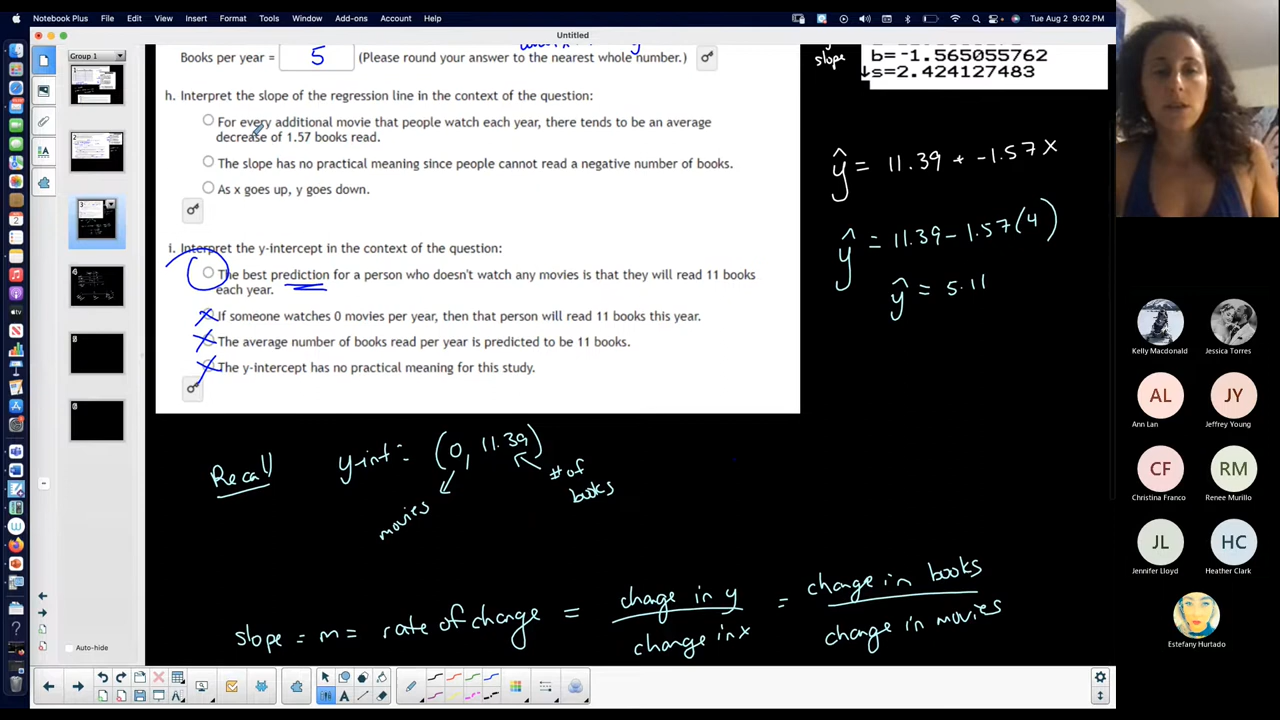 Notebook Plus File Edit View Insert Format Tools Window Add-ons Account Help
Tue Aug 2 9:02 PM
Untitled
Group 1
Books per year = 5 (Please round your answer to the nearest whole number.)
slope
b= -1.565055762
↓s=2.424127483
h. Interpret the slope of the regression line in the context of the question:
For every additional movie that people watch each year, there tends to be an average
decrease of 1.57 books read.
The slope has no practical meaning since people cannot read a negative number of books.
As x goes up, y goes down.
ŷ = 11.39 + -1.57x
ŷ = 11.39 - 1.57(4)
ŷ = 5.11
i. Interpret the y-intercept in the context of the question:
The best prediction for a person who doesn't watch any movies is that they will read 11 books
each year.
If someone watches 0 movies per year, then that person will read 11 books this year.
The average number of books read per year is predicted to be 11 books.
The y-intercept has no practical meaning for this study.
Recall
y-int = (0, 11.39)
movies
# of
books
slope = m = rate of change = change in y / change in x = change in books / change in movies
Auto-hide
Kelly Macdonald
Jessica Torres
AL
Ann Lan
JY
Jeffrey Young
CF
Christina Franco
RM
Renee Murillo
JL
Jennifer Lloyd
HC
Heather Clark
Estefany Hurtado